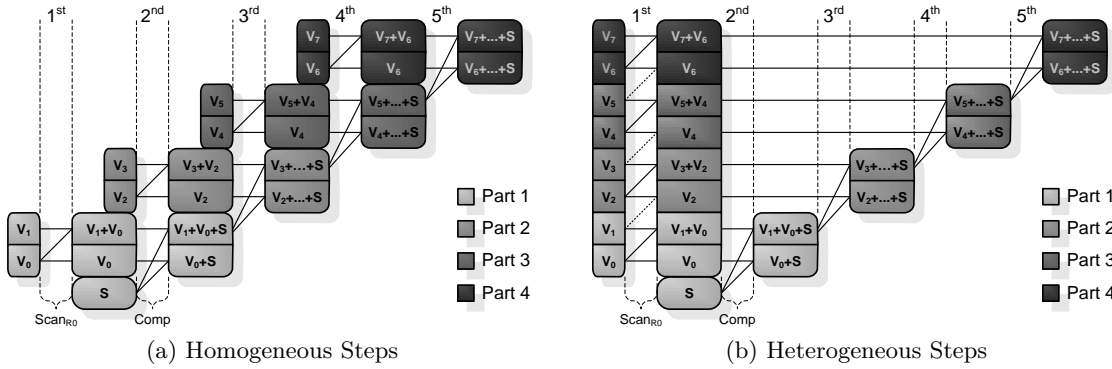 1st 2nd 3rd 4th 5th
V7 V7+V6 V7+...+S
V6 V6 V6+...+S
V5 V5+V4 V5+...+S
V4 V4 V4+...+S
V3 V3+V2 V3+...+S
V2 V2 V2+...+S
V1 V1+V0 V1+V0+S
V0 V0 V0+S
S
ScanR0 Comp
Part 1
Part 2
Part 3
Part 4
(a) Homogeneous Steps
1st 2nd 3rd 4th 5th
V7 V7+V6 V7+...+S
V6 V6 V6+...+S
V5 V5+V4 V5+...+S
V4 V4 V4+...+S
V3 V3+V2 V3+...+S
V2 V2 V2+...+S
V1 V1+V0 V1+V0+S
V0 V0 V0+S
S
ScanR0 Comp
Part 1
Part 2
Part 3
Part 4
(b) Heterogeneous Steps